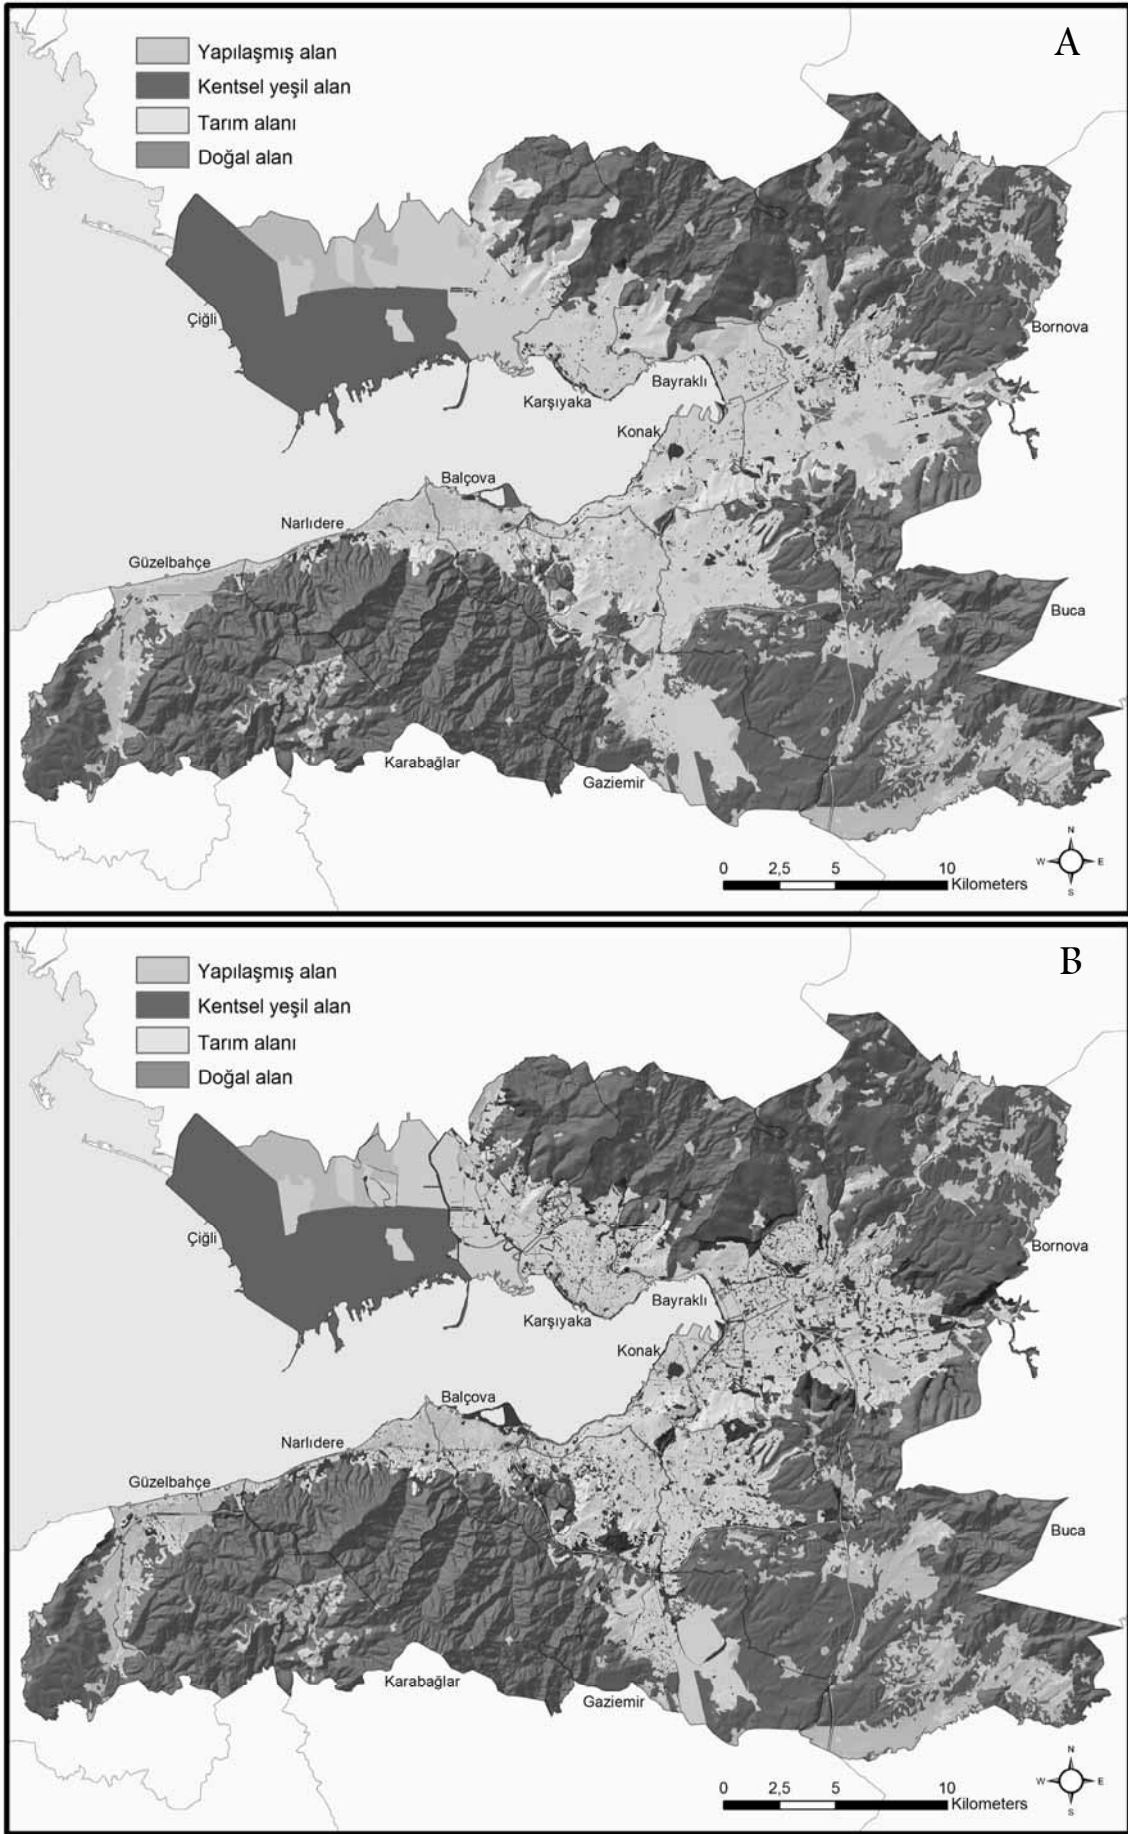 A
Yapılaşmış alan
Kentsel yeşil alan
Tarım alanı
Doğal alan
Çiğli
Bornova
Bayraklı
Karşıyaka
Konak
Balçova
Narlıdere
Güzelbahçe
Buca
Karabağlar
Gaziemir
N
W E
S
0 2,5 5 10
Kilometers
B
Yapılaşmış alan
Kentsel yeşil alan
Tarım alanı
Doğal alan
Çiğli
Bornova
Bayraklı
Karşıyaka
Konak
Balçova
Narlıdere
Güzelbahçe
Buca
Karabağlar
Gaziemir
N
W E
S
0 2,5 5 10
Kilometers